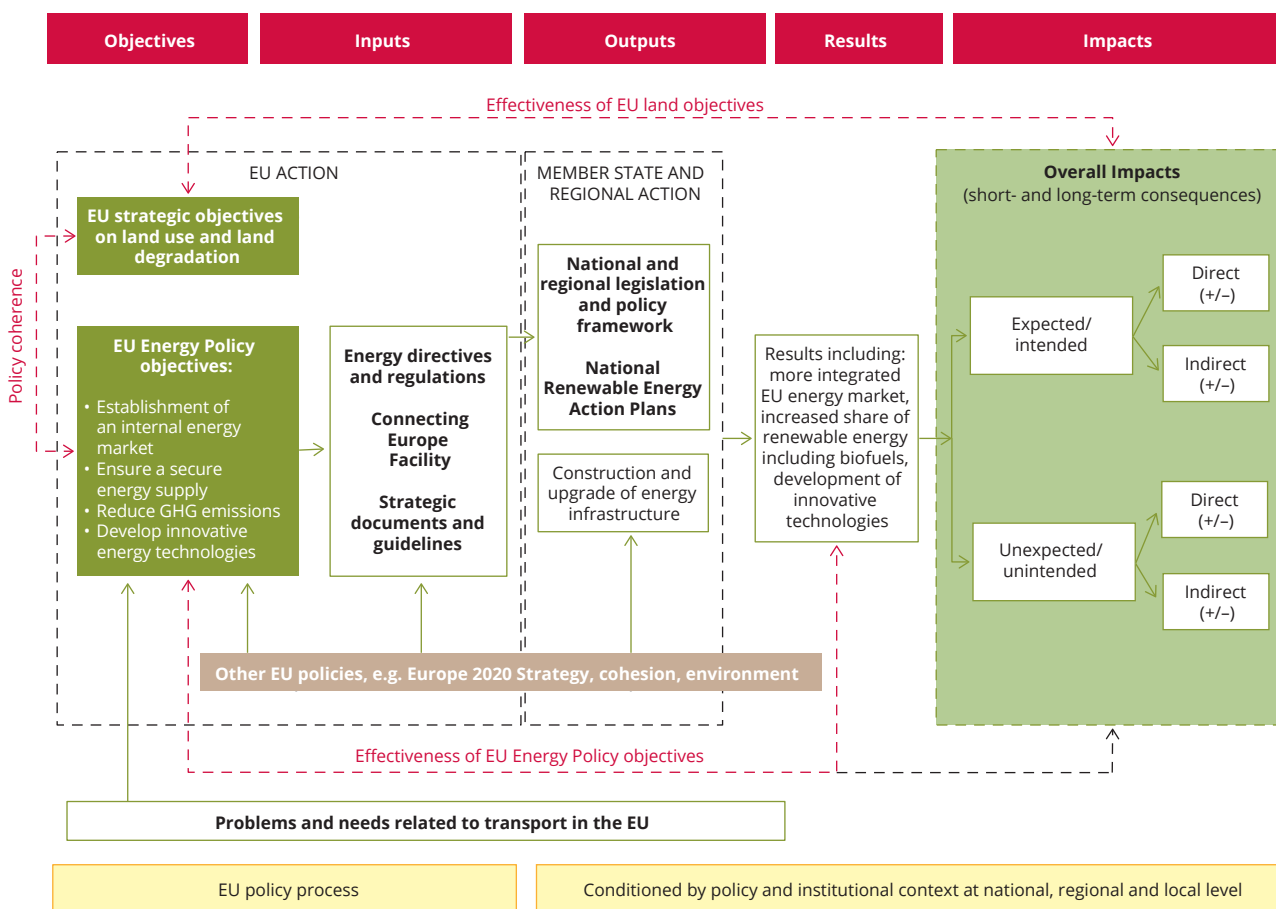 Objectives
Inputs
Outputs
Results
Impacts
Effectiveness of EU land objectives
EU ACTION
MEMBER STATE AND
REGIONAL ACTION
Overall Impacts
(short- and long-term consequences)
Policy coherence
EU strategic objectives
on land use and land
degradation
EU Energy Policy
objectives:
• Establishment of
an internal energy
market
• Ensure a secure
energy supply
• Reduce GHG emissions
• Develop innovative
energy technologies
Energy directives
and regulations
Connecting
Europe
Facility
Strategic
documents and
guidelines
National and
regional legislation
and policy
framework
National
Renewable Energy
Action Plans
Construction and
upgrade of energy
infrastructure
Results including:
more integrated
EU energy market,
increased share of
renewable energy
including biofuels,
development of
innovative
technologies
Expected/
intended
Direct
(+/–)
Indirect
(+/–)
Unexpected/
unintended
Direct
(+/–)
Indirect
(+/–)
Other EU policies, e.g. Europe 2020 Strategy, cohesion, environment
Effectiveness of EU Energy Policy objectives
Problems and needs related to transport in the EU
EU policy process
Conditioned by policy and institutional context at national, regional and local level